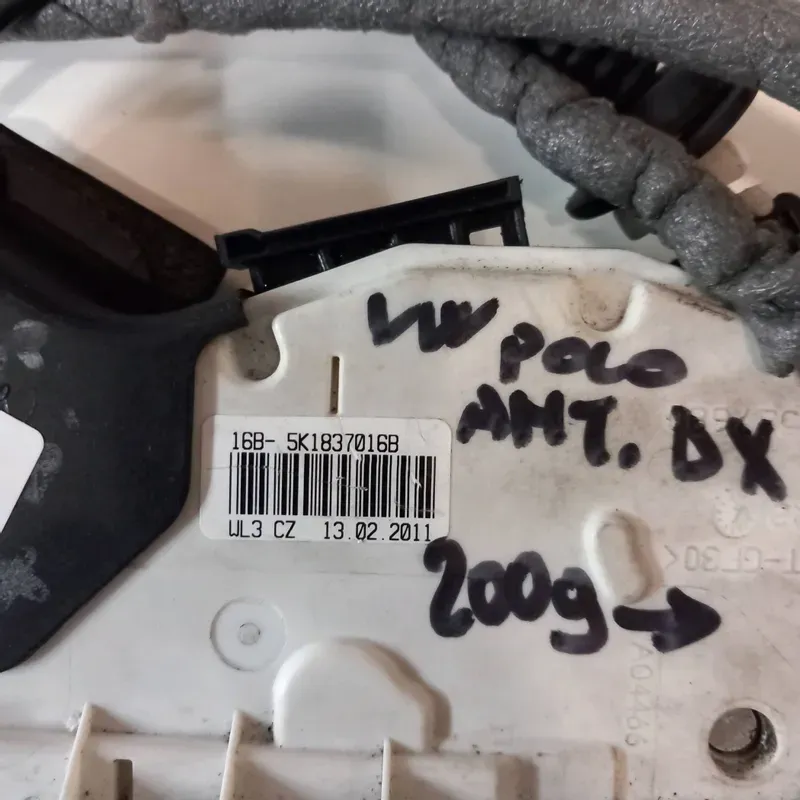 VW POLO
ANT. DX
16B- 5K1837016B
WL3 CZ 13.02.2011
2009 →